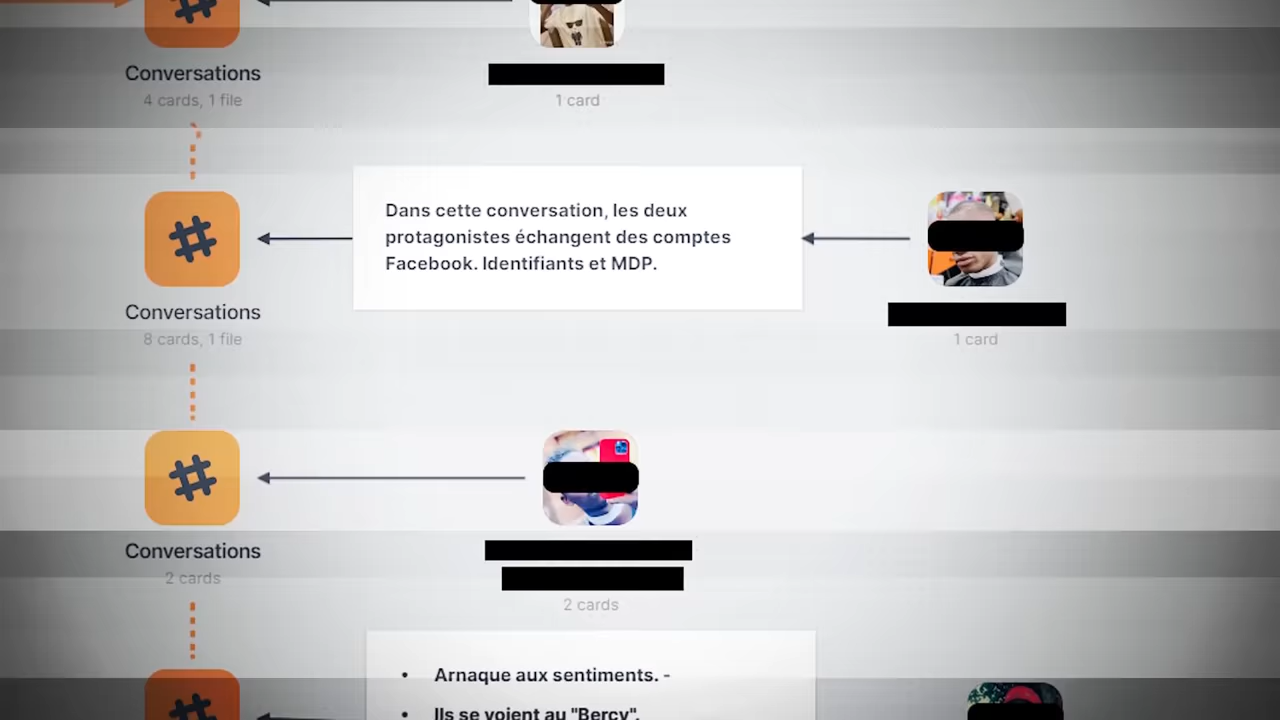 Conversations
4 cards, 1 file
1 card
Dans cette conversation, les deux
protagonistes échangent des comptes
Facebook. Identifiants et MDP.
Conversations
8 cards, 1 file
1 card
Conversations
2 cards
2 cards
• Arnaque aux sentiments. -
• Ils se voient au "Bercy".